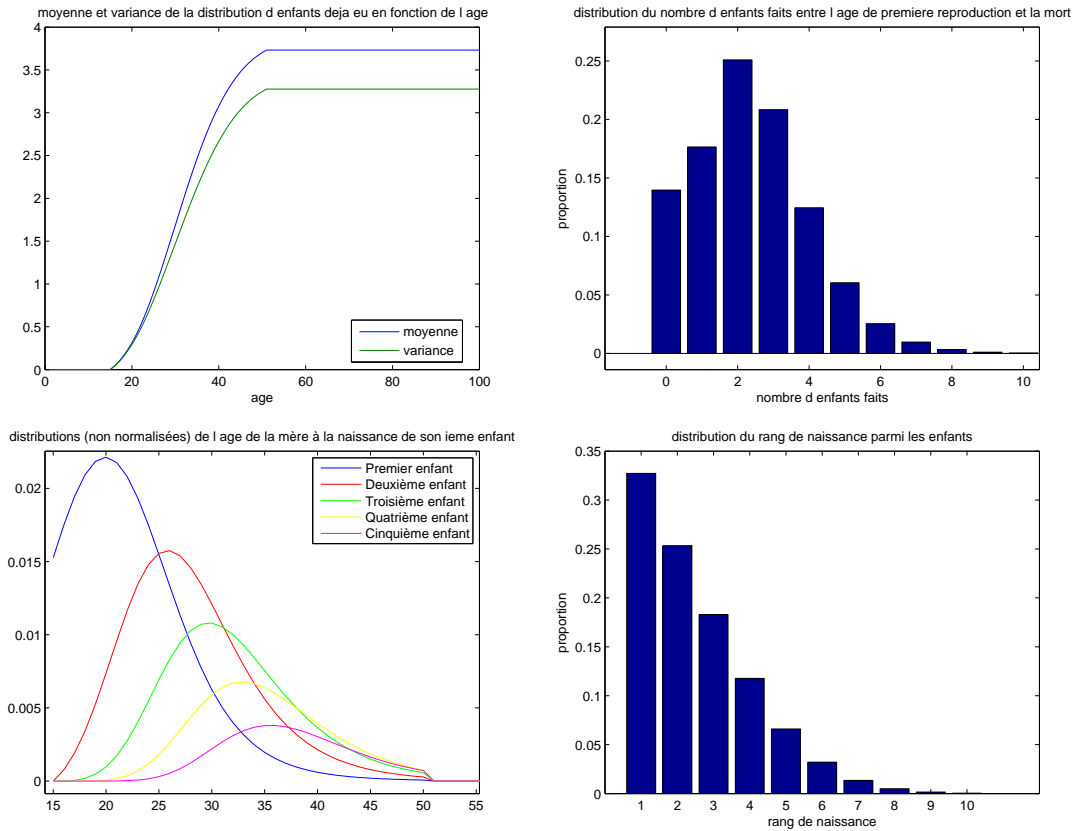 moyenne et variance de la distribution d enfants deja eu en fonction de l age
4
3.5
3
2.5
2
1.5
1
0.5
0
0 20 40 60 80 100
age
moyenne
variance
distribution du nombre d enfants faits entre l age de premiere reproduction et la mort
0.25
0.2
0.15
0.1
0.05
0
proportion
0 2 4 6 8 10
nombre d enfants faits
distributions (non normalisées) de l age de la mère à la naissance de son ieme enfant
0.02
0.015
0.01
0.005
0
15 20 25 30 35 40 45 50 55
Premier enfant
Deuxième enfant
Troisième enfant
Quatrième enfant
Cinquième enfant
distribution du rang de naissance parmi les enfants
0.35
0.3
0.25
0.2
0.15
0.1
0.05
0
proportion
1 2 3 4 5 6 7 8 9 10
rang de naissance